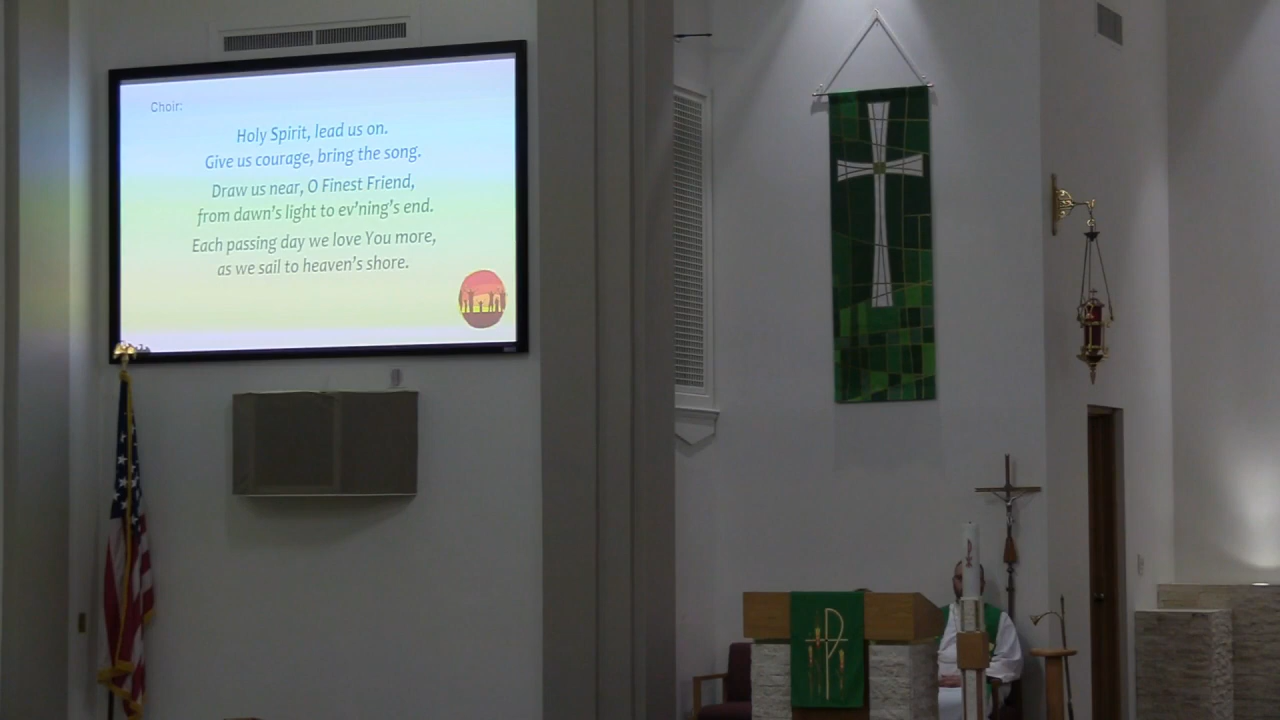 Choir:
Holy Spirit, lead us on.
Give us courage, bring the song.
Draw us near, O Finest Friend,
from dawn's light to ev'ning's end.
Each passing day we love You more,
as we sail to heaven's shore.